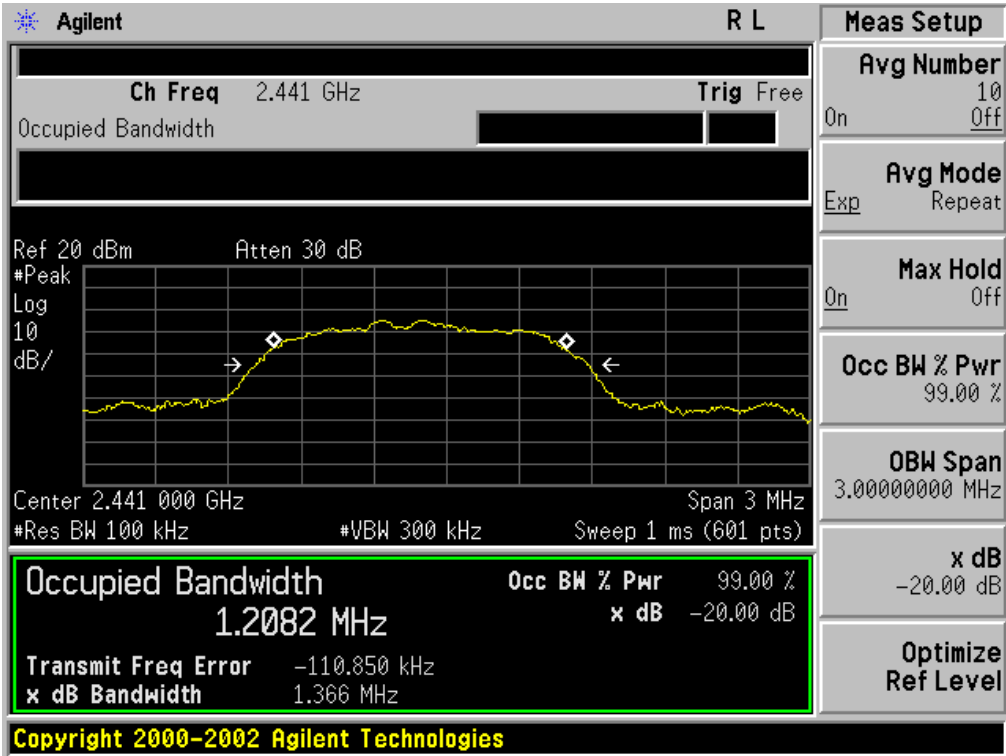 Agilent R L
Meas Setup
Ch Freq 2.441 GHz Trig Free
Occupied Bandwidth
Ref 20 dBm Atten 30 dB
#Peak
Log
10
dB/
Center 2.441 000 GHz Span 3 MHz
#Res BW 100 kHz #VBW 300 kHz Sweep 1 ms (601 pts)
Occupied Bandwidth
1.2082 MHz
Occ BW % Pwr 99.00 %
x dB -20.00 dB
Transmit Freq Error -110.850 kHz
x dB Bandwidth 1.366 MHz
Avg Number
10
On Off
Avg Mode
Exp Repeat
Max Hold
On Off
Occ BW % Pwr
99.00 %
OBW Span
3.00000000 MHz
x dB
-20.00 dB
Optimize
Ref Level
Copyright 2000-2002 Agilent Technologies